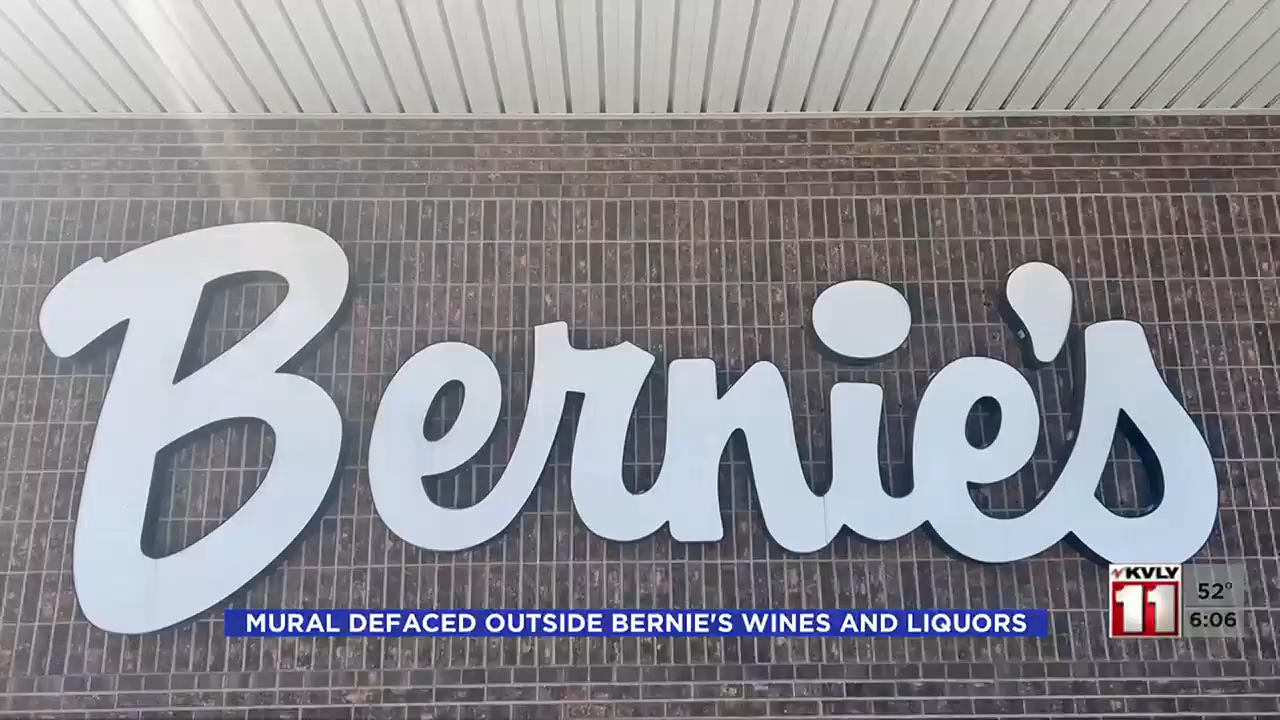 Bernie's
MURAL DEFACED OUTSIDE BERNIE'S WINES AND LIQUORS
KVLY
11
52°
6:06